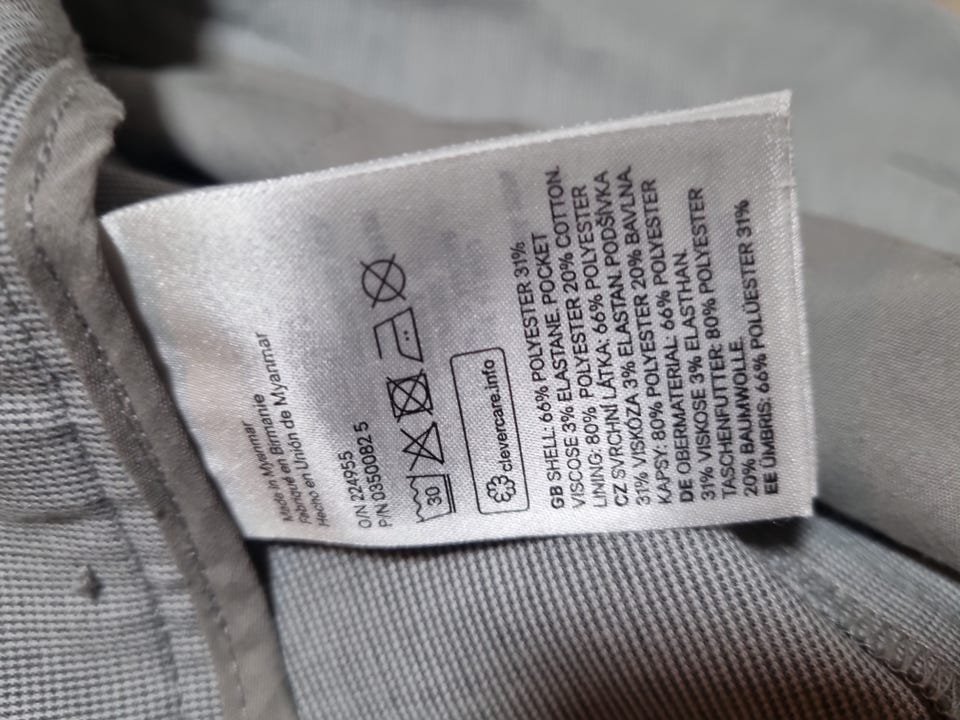 Made in Myanmar
Fabriqué en Birmanie
Hecho en Unión de Myanmar
O/N 224955
P/N 0350082 5
30
clevercare.info
GB SHELL: 66% POLYESTER 31%
VISCOSE 3% ELASTANE. POCKET
LINING: 80% POLYESTER 20% COTTON.
CZ SVRCHNÍ LÁTKA: 66% POLYESTER
31% VISKÓZA 3% ELASTAN. PODŠÍVKA
KAPSY: 80% POLYESTER 20% BAVLNA.
DE OBERMATERIAL: 66% POLYESTER
31% VISKOSE 3% ELASTHAN.
TASCHENFUTTER: 80% POLYESTER
20% BAUMWOLLE.
EE ÜMBRIS: 66% POLÜESTER 31%